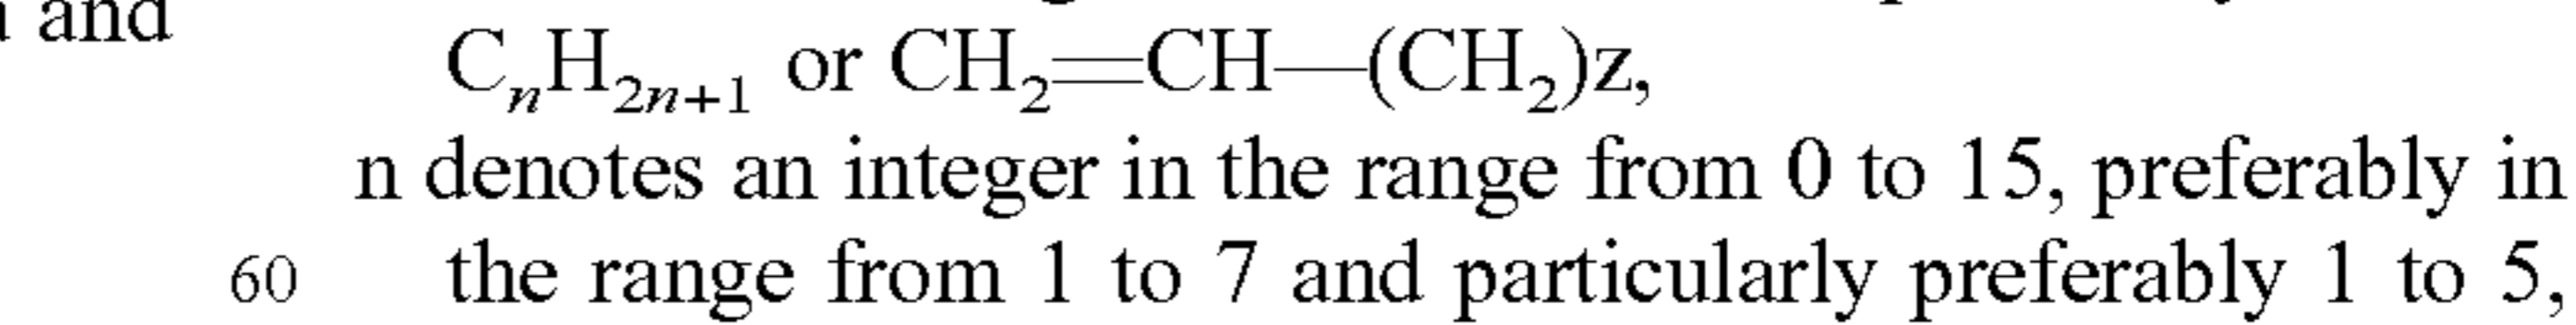 and
CₙH₂ₙ₊₁ or CH₂=CH—(CH₂)z,
n denotes an integer in the range from 0 to 15, preferably in
60 the range from 1 to 7 and particularly preferably 1 to 5,